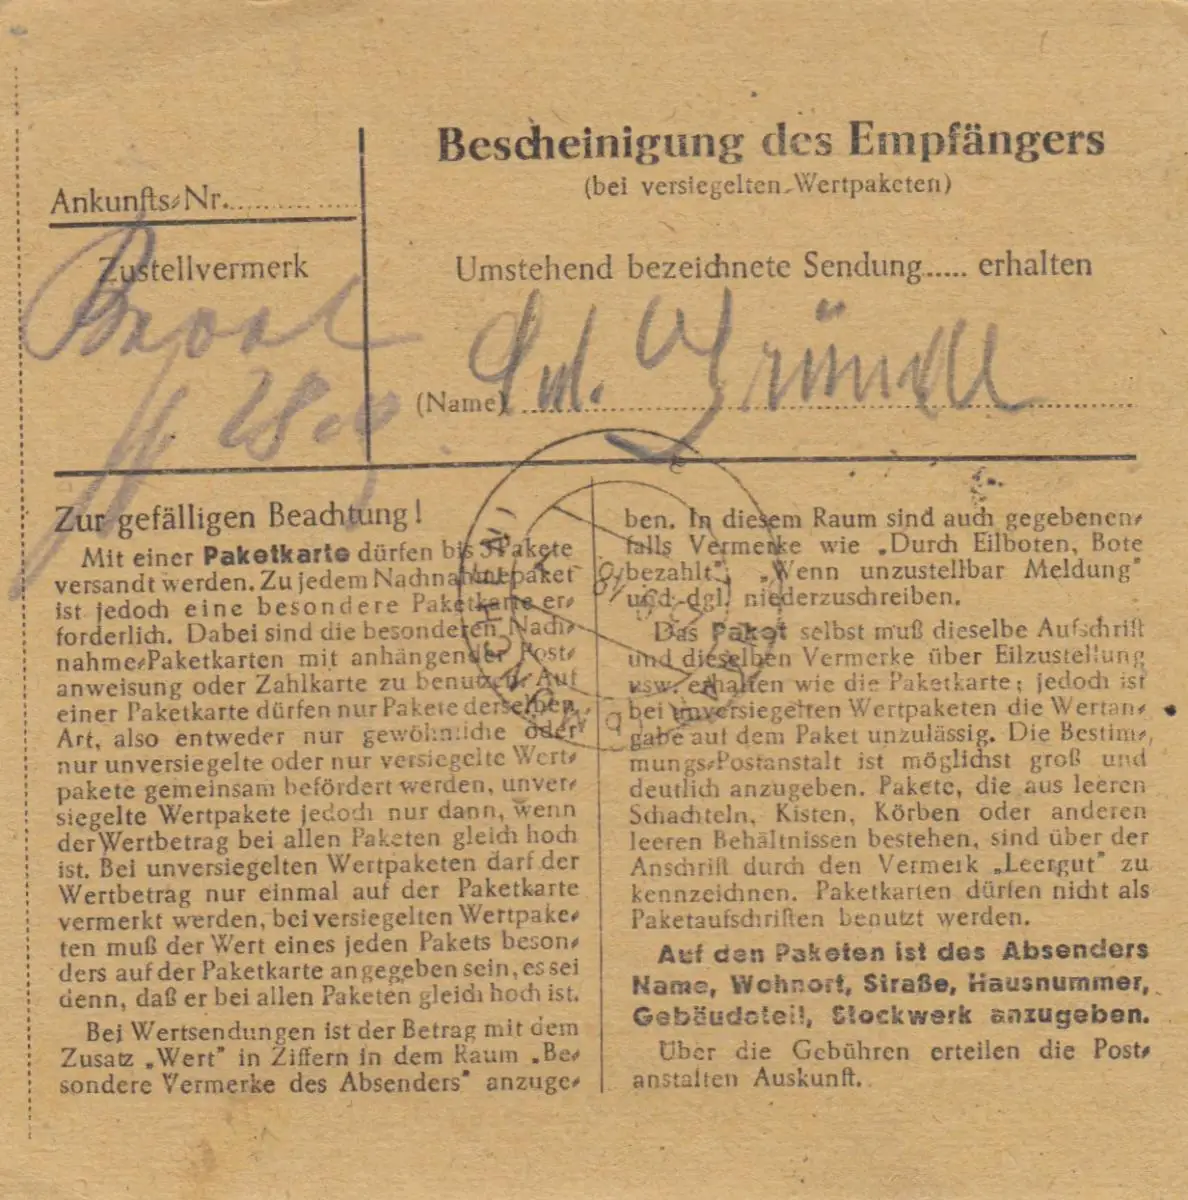 Bescheinigung des Empfängers
(bei versiegelten Wertpaketen)
Ankunfts-Nr.
Zustellvermerk
Umstehend bezeichnete Sendung..... erhalten
28.9
(Name) Gründl
Zur gefälligen Beachtung!
Mit einer Paketkarte dürfen bis 3 Pakete
versandt werden. Zu jedem Nachnahmepaket
ist jedoch eine besondere Paketkarte er-
forderlich. Dabei sind die besonderen Nach-
nahme-Paketkarten mit anhängender Post-
anweisung oder Zahlkarte zu benutzen. Auf
einer Paketkarte dürfen nur Pakete derselben
Art, also entweder nur gewöhnliche oder
nur unversiegelte oder nur versiegelte Wert-
pakete gemeinsam befördert werden, unver-
siegelte Wertpakete jedoch nur dann, wenn
der Wertbetrag bei allen Paketen gleich hoch
ist. Bei unversiegelten Wertpaketen darf der
Wertbetrag nur einmal auf der Paketkarte
vermerkt werden, bei versiegelten Wertpake-
ten muß der Wert eines jeden Pakets beson-
ders auf der Paketkarte angegeben sein, es sei
denn, daß er bei allen Paketen gleich hoch ist.
Bei Wertsendungen ist der Betrag mit dem
Zusatz „Wert" in Ziffern in dem Raum „Be-
sondere Vermerke des Absenders" anzuge-
ben. In diesem Raum sind auch gegebenen-
falls Vermerke wie „Durch Eilboten, Bote
bezahlt", „Wenn unzustellbar Meldung"
und dgl. niederzuschreiben.
Das Paket selbst muß dieselbe Aufschrift
und dieselben Vermerke über Eilzustellung
usw. erhalten wie die Paketkarte; jedoch ist
bei unversiegelten Wertpaketen die Wertan-
gabe auf dem Paket unzulässig. Die Bestim-
mungs-Postanstalt ist möglichst groß und
deutlich anzugeben. Pakete, die aus leeren
Schachteln, Kisten, Körben oder anderen
leeren Behältnissen bestehen, sind über der
Anschrift durch den Vermerk „Leergut" zu
kennzeichnen. Paketkarten dürfen nicht als
Paketaufschriften benutzt werden.
Auf den Paketen ist des Absenders
Name, Wohnort, Straße, Hausnummer,
Gebäudeteil, Stockwerk anzugeben.
Über die Gebühren erteilen die Post-
anstalten Auskunft.